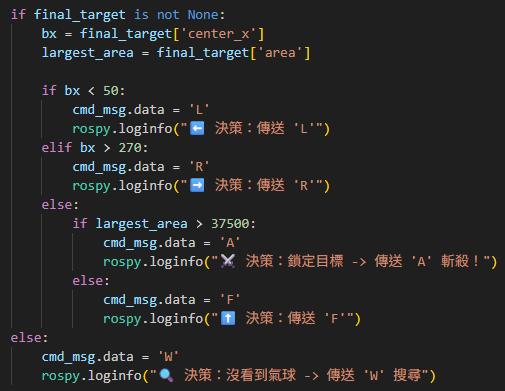 if final_target is not None:
    bx = final_target['center_x']
    largest_area = final_target['area']

    if bx < 50:
        cmd_msg.data = 'L'
        rospy.loginfo("⬅️ 決策：傳送 'L'")
    elif bx > 270:
        cmd_msg.data = 'R'
        rospy.loginfo("➡️ 決策：傳送 'R'")
    else:
        if largest_area > 37500:
            cmd_msg.data = 'A'
            rospy.loginfo("⚔️ 決策：鎖定目標 -> 傳送 'A' 斬殺！")
        else:
            cmd_msg.data = 'F'
            rospy.loginfo("⬆️ 決策：傳送 'F'")
else:
    cmd_msg.data = 'W'
    rospy.loginfo("🔍 決策：沒看到氣球 -> 傳送 'W' 搜尋")